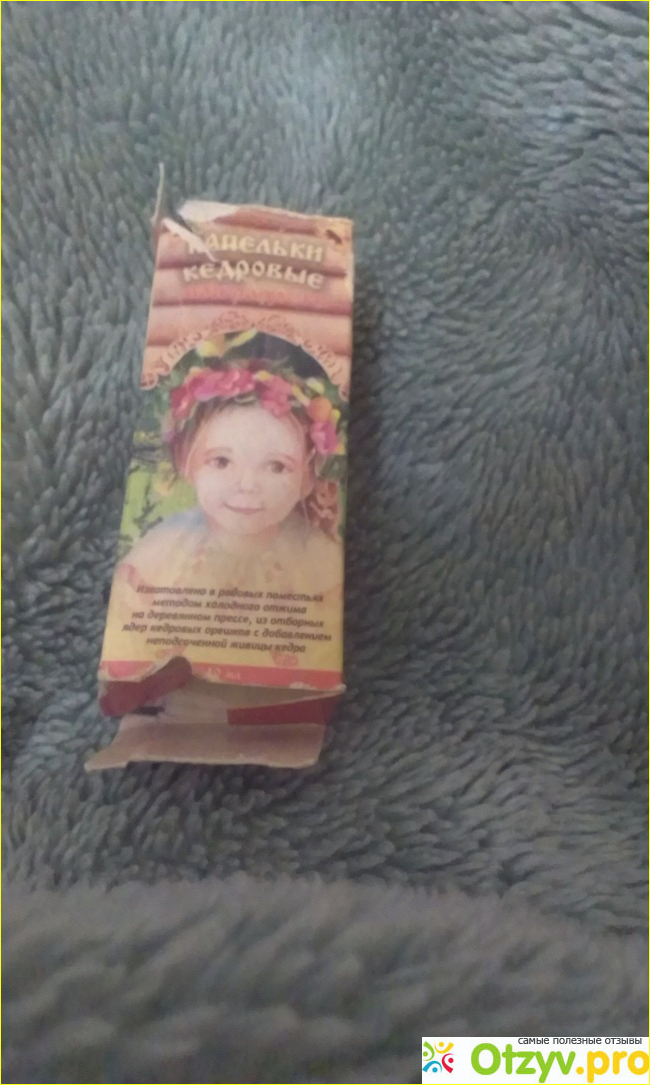 КАПЕЛЬКИ
КЕДРОВЫЕ
Изготовлено в родовых поместьях
методом холодного отжима
на деревянном прессе, из отборных
ядер кедровых орешков с добавлением
неподсоченной живицы кедра
самые полезные отзывы
Otzyv.pro